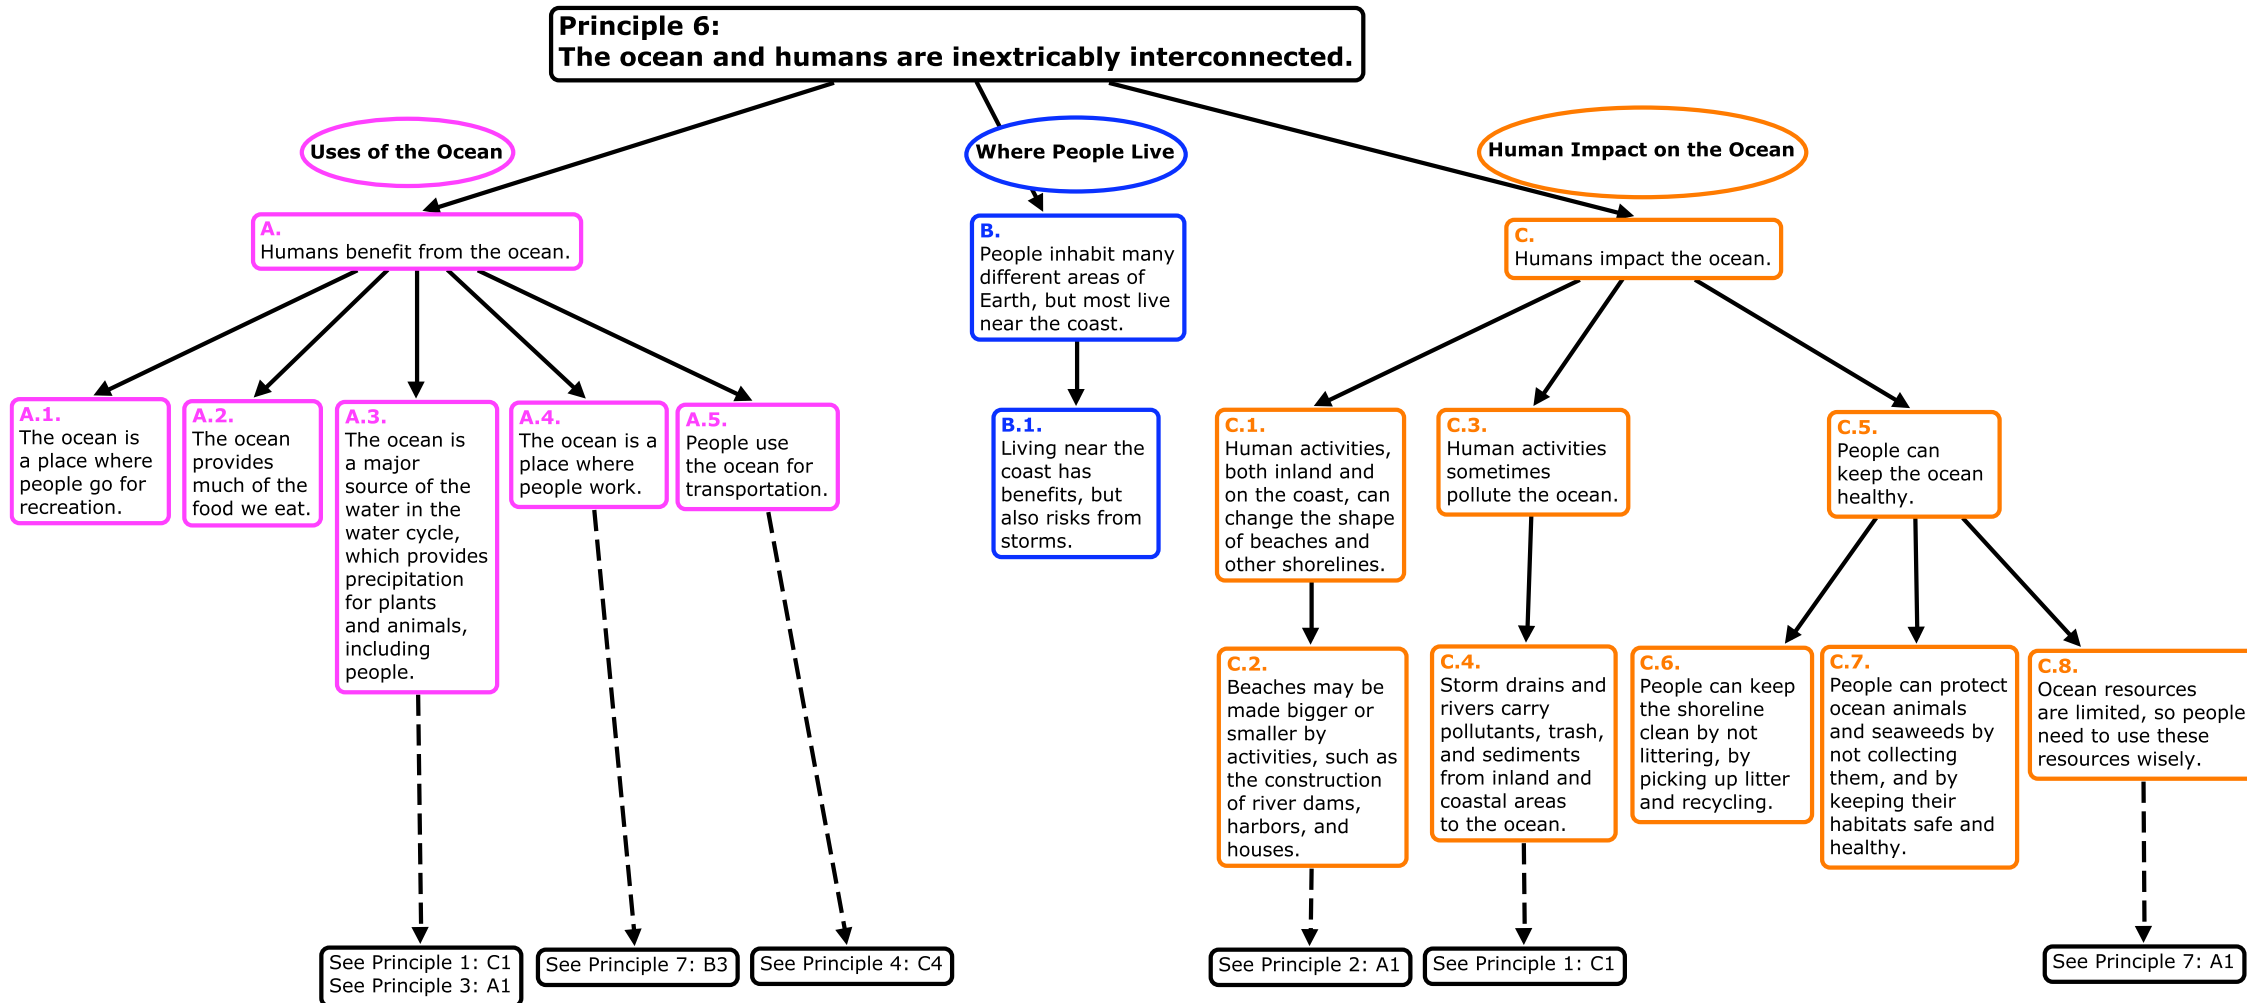 Principle 6:
The ocean and humans are inextricably interconnected.
Uses of the Ocean
Where People Live
Human Impact on the Ocean
A.
Humans benefit from the ocean.
B.
People inhabit many
different areas of
Earth, but most live
near the coast.
C.
Humans impact the ocean.
A.1.
The ocean is
a place where
people go for
recreation.
A.2.
The ocean
provides
much of the
food we eat.
A.3.
The ocean is
a major
source of the
water in the
water cycle,
which provides
precipitation
for plants
and animals,
including
people.
A.4.
The ocean is a
place where
people work.
A.5.
People use
the ocean for
transportation.
B.1.
Living near the
coast has
benefits, but
also risks from
storms.
C.1.
Human activities,
both inland and
on the coast, can
change the shape
of beaches and
other shorelines.
C.3.
Human activities
sometimes
pollute the ocean.
C.5.
People can
keep the ocean
healthy.
C.2.
Beaches may be
made bigger or
smaller by
activities, such as
the construction
of river dams,
harbors, and
houses.
C.4.
Storm drains and
rivers carry
pollutants, trash,
and sediments
from inland and
coastal areas
to the ocean.
C.6.
People can keep
the shoreline
clean by not
littering, by
picking up litter
and recycling.
C.7.
People can protect
ocean animals
and seaweeds by
not collecting
them, and by
keeping their
habitats safe and
healthy.
C.8.
Ocean resources
are limited, so people
need to use these
resources wisely.
See Principle 1: C1
See Principle 3: A1
See Principle 7: B3
See Principle 4: C4
See Principle 2: A1
See Principle 1: C1
See Principle 7: A1